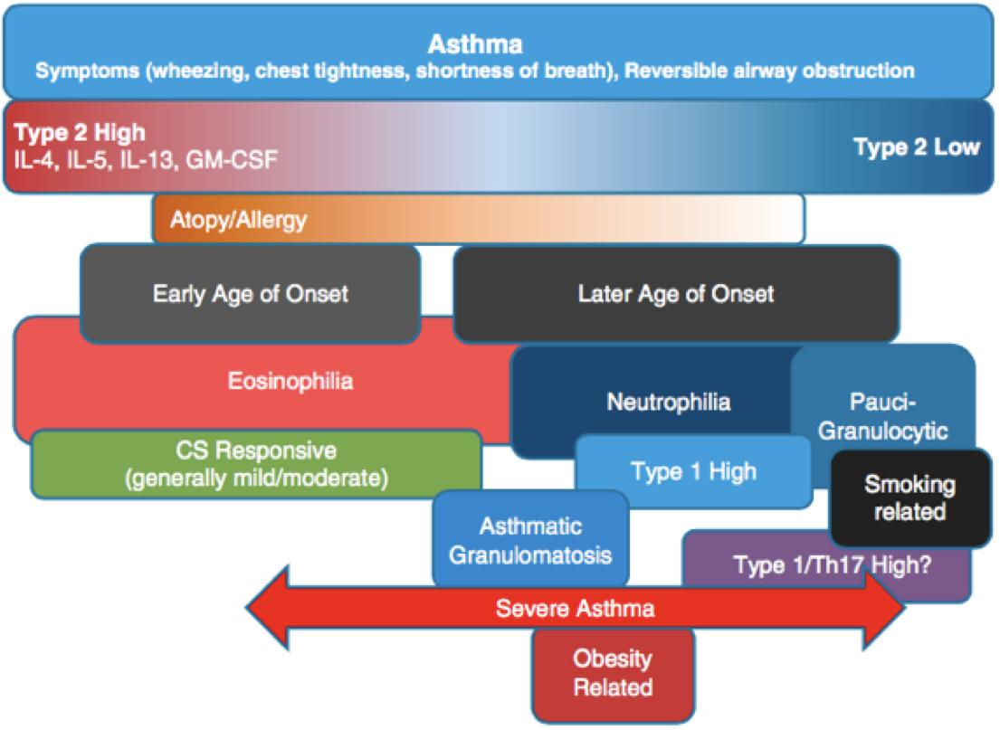 Asthma
Symptoms (wheezing, chest tightness, shortness of breath), Reversible airway obstruction
Type 2 High
IL-4, IL-5, IL-13, GM-CSF
Type 2 Low
Atopy/Allergy
Early Age of Onset
Later Age of Onset
Eosinophilia
Neutrophilia
Pauci-
Granulocytic
CS Responsive
(generally mild/moderate)
Type 1 High
Smoking
related
Asthmatic
Granulomatosis
Type 1/Th17 High?
Severe Asthma
Obesity
Related